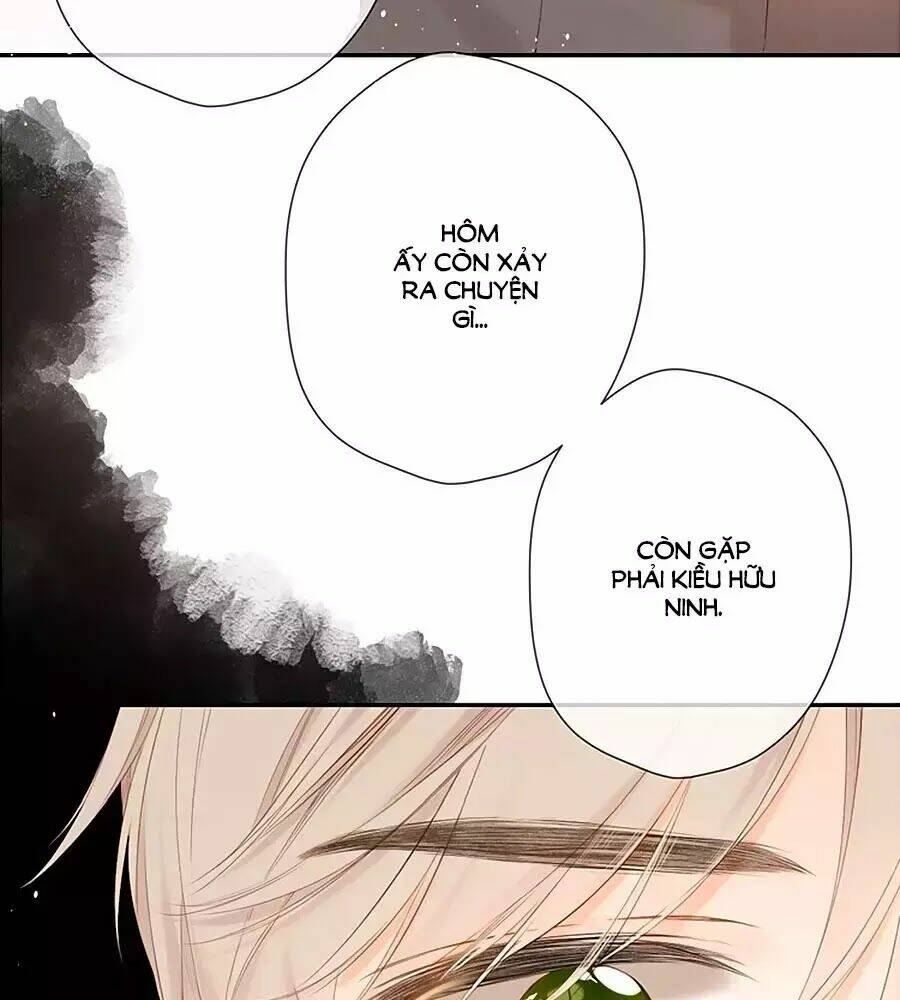 HÔM
ẤY CÒN XẢY
RA CHUYỆN
GÌ...
CÒN GẶP
PHẢI KIỀU HỮU
NINH.